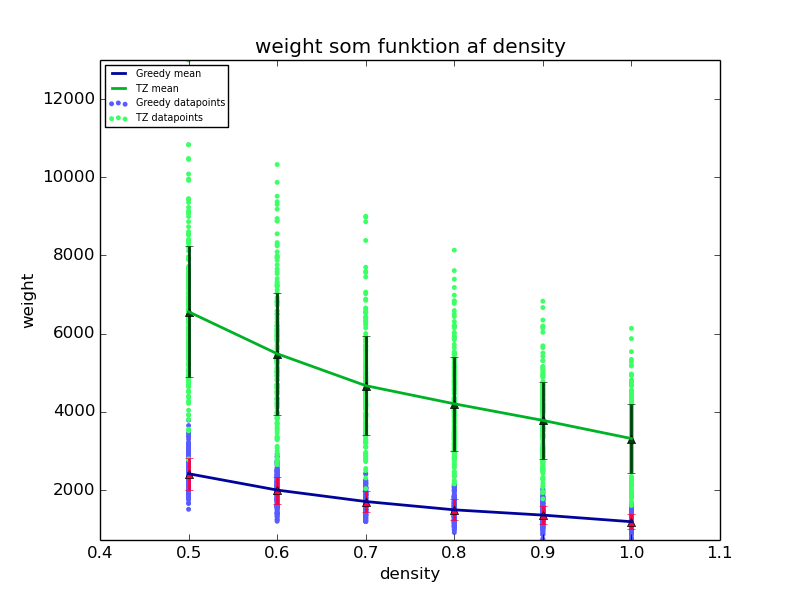 weight som funktion af density
Greedy mean
TZ mean
Greedy datapoints
TZ datapoints
12000
10000
8000
6000
4000
2000
weight
0.4 0.5 0.6 0.7 0.8 0.9 1.0 1.1
density